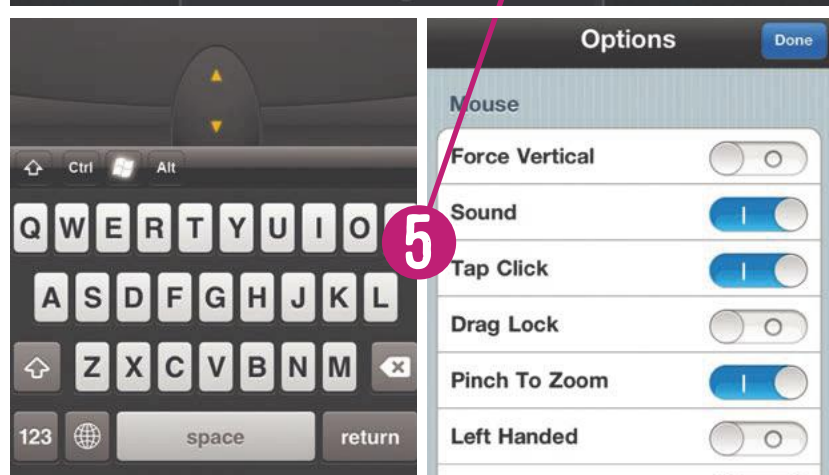 Ctrl Alt
Q W E R T Y U I O
A S D F G H J K L
Z X C V B N M
123 space return
5
Options Done
Mouse
Force Vertical
Sound
Tap Click
Drag Lock
Pinch To Zoom
Left Handed